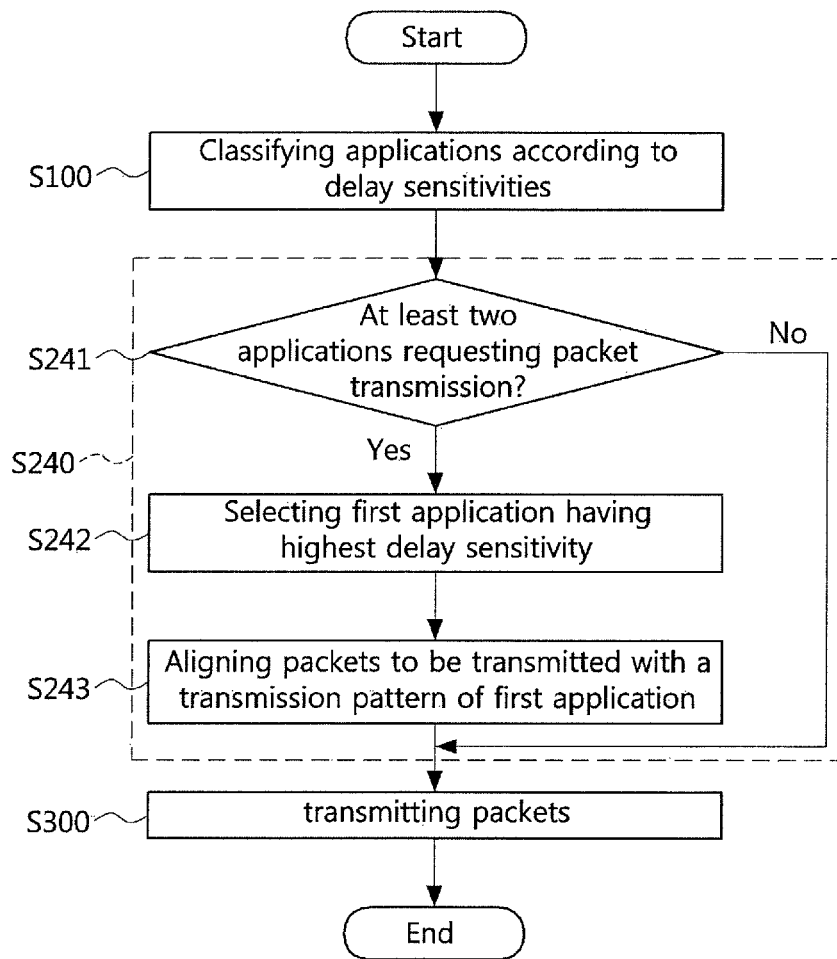 Start
S100
Classifying applications according to
delay sensitivities
S241
At least two
applications requesting packet
transmission?
No
Yes
S240
S242
Selecting first application having
highest delay sensitivity
S243
Aligning packets to be transmitted with a
transmission pattern of first application
S300
transmitting packets
End